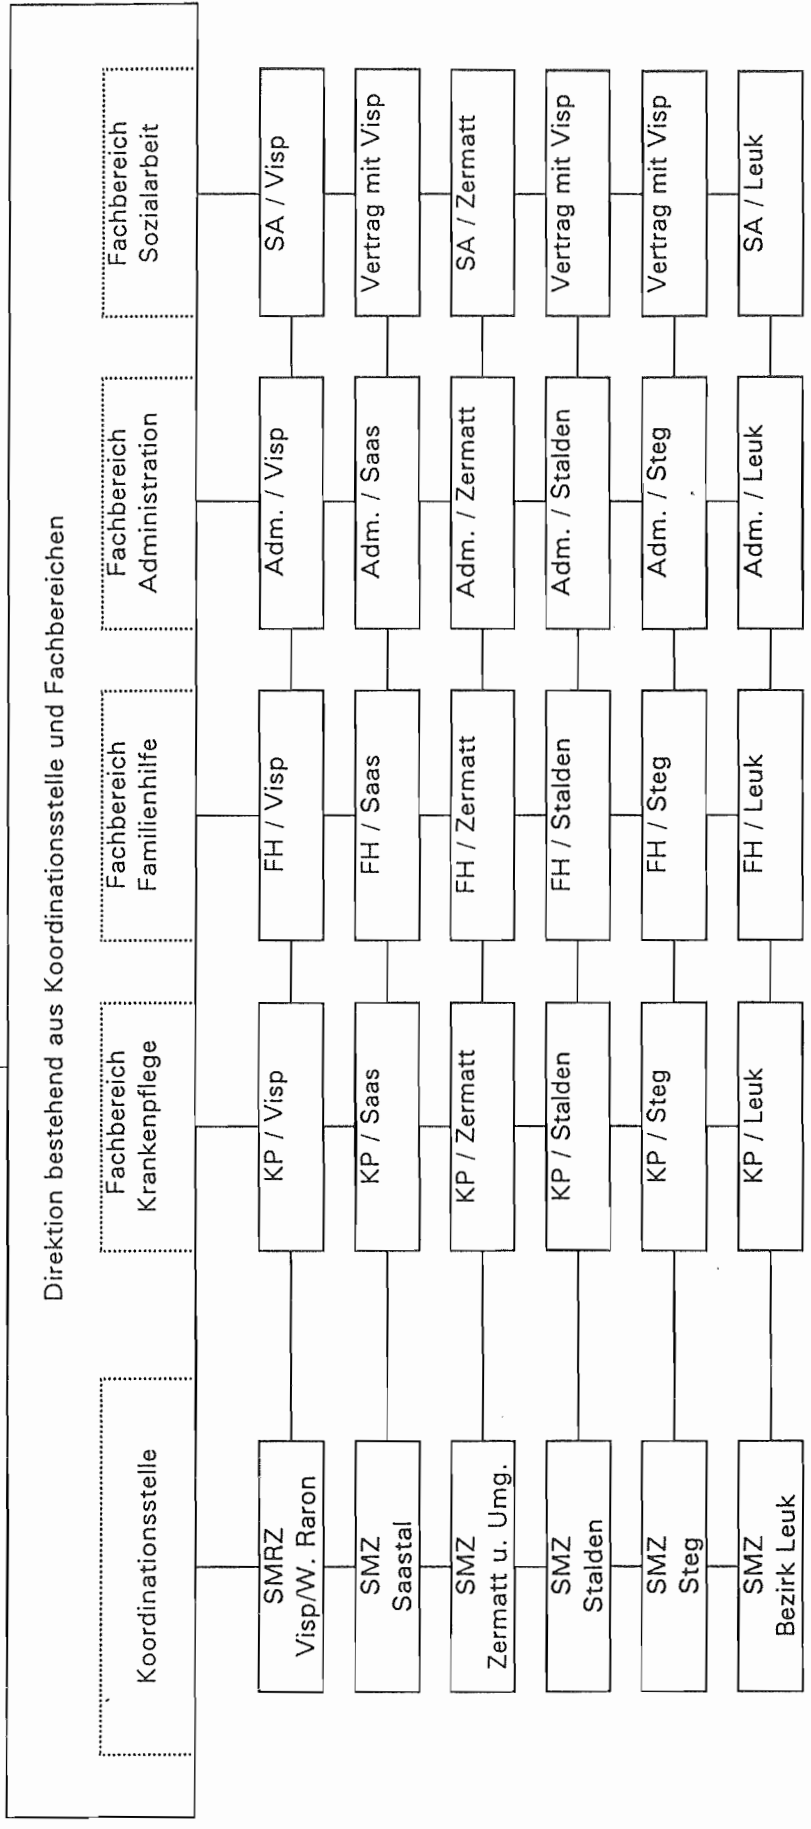 Direktion bestehend aus Koordinationsstelle und Fachbereichen
Koordinationsstelle
Fachbereich
Krankenpflege
Fachbereich
Familienhilfe
Fachbereich
Administration
Fachbereich
Sozialarbeit
SMRZ
Visp/W. Raron
KP / Visp
FH / Visp
Adm. / Visp
SA / Visp
SMZ
Saastal
KP / Saas
FH / Saas
Adm. / Saas
Vertrag mit Visp
SMZ
Zermatt u. Umg.
KP / Zermatt
FH / Zermatt
Adm. / Zermatt
SA / Zermatt
SMZ
Stalden
KP / Stalden
FH / Stalden
Adm. / Stalden
Vertrag mit Visp
SMZ
Steg
KP / Steg
FH / Steg
Adm. / Steg
Vertrag mit Visp
SMZ
Bezirk Leuk
KP / Leuk
FH / Leuk
Adm. / Leuk
SA / Leuk